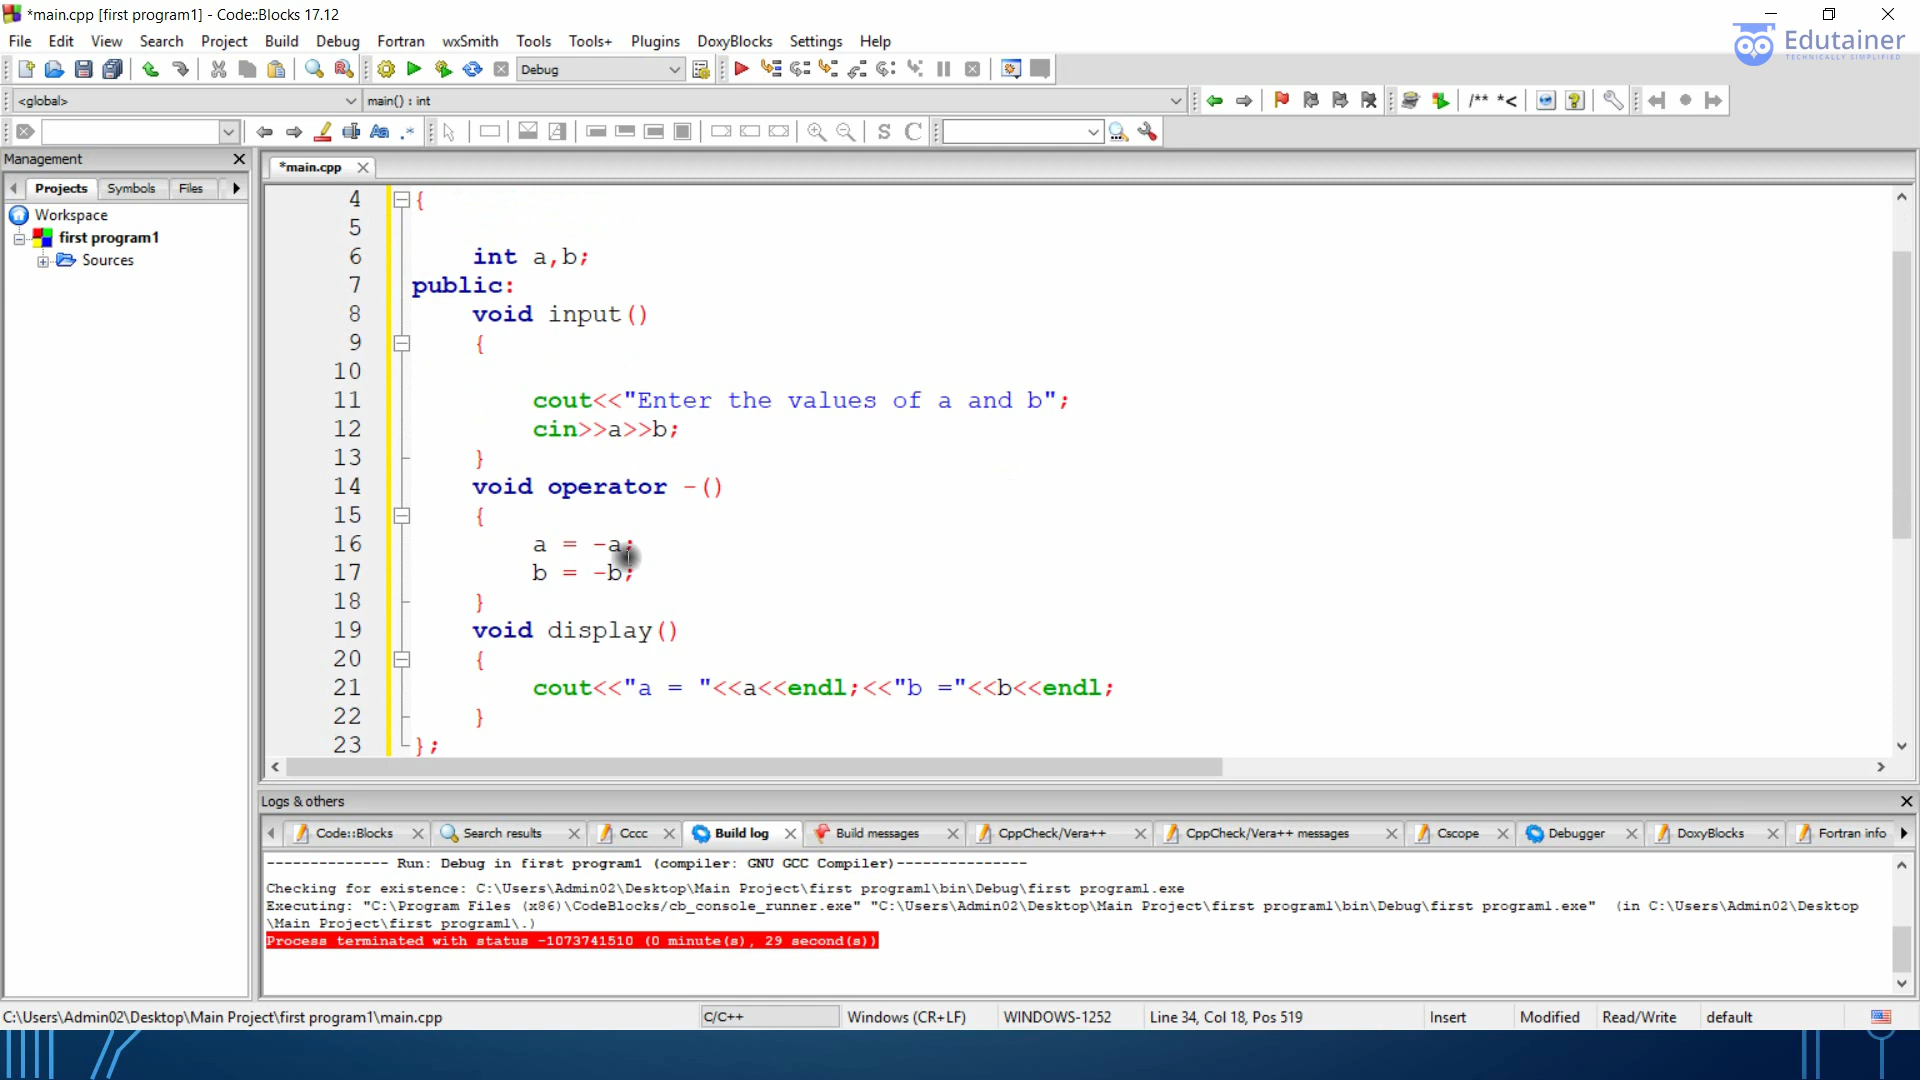 *main.cpp [first program1] - Code::Blocks 17.12
File Edit View Search Project Build Debug Fortran wxSmith Tools Tools+ Plugins DoxyBlocks Settings Help
Edutainer
TECHNICALLY SIMPLIFIED
Debug
<global> main() : int
/** *<
Management
*main.cpp
Projects Symbols Files
Workspace
first program1
Sources
4 {
5
6 int a,b;
7 public:
8 void input()
9 {
10
11 cout<<"Enter the values of a and b";
12 cin>>a>>b;
13 }
14 void operator -()
15 {
16 a = -a;
17 b = -b;
18 }
19 void display()
20 {
21 cout<<"a = "<<a<<endl;<<"b ="<<b<<endl;
22 }
23 };
Logs & others
Code::Blocks Search results Cccc Build log Build messages CppCheck/Vera++ CppCheck/Vera++ messages Cscope Debugger DoxyBlocks Fortran info
-------------- Run: Debug in first program1 (compiler: GNU GCC Compiler)---------------
Checking for existence: C:\Users\Admin02\Desktop\Main Project\first program1\bin\Debug\first program1.exe
Executing: "C:\Program Files (x86)\CodeBlocks/cb_console_runner.exe" "C:\Users\Admin02\Desktop\Main Project\first program1\bin\Debug\first program1.exe" (in C:\Users\Admin02\Desktop
\Main Project\first program1\.)
Process terminated with status -1073741510 (0 minute(s), 29 second(s))
C:\Users\Admin02\Desktop\Main Project\first program1\main.cpp C/C++ Windows (CR+LF) WINDOWS-1252 Line 34, Col 18, Pos 519 Insert Modified Read/Write default